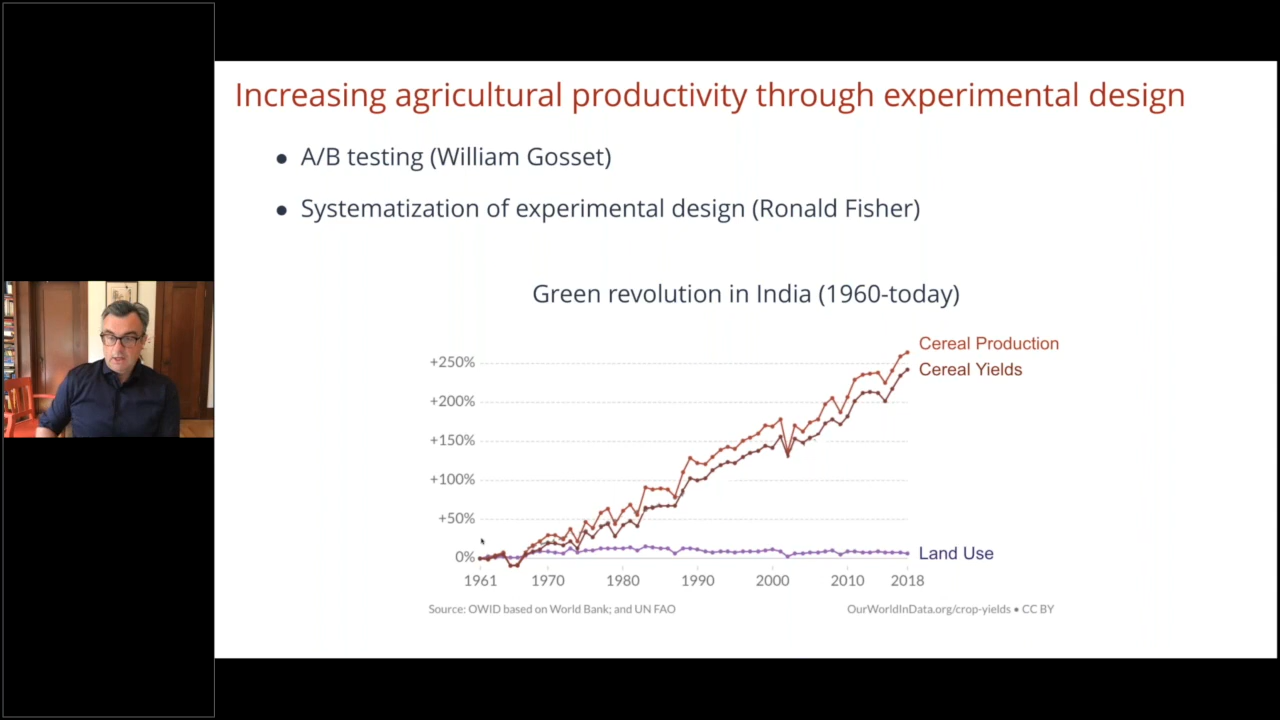 Increasing agricultural productivity through experimental design
● A/B testing (William Gosset)
● Systematization of experimental design (Ronald Fisher)
Green revolution in India (1960-today)
Cereal Production
Cereal Yields
+250%
+200%
+150%
+100%
+50%
0%
Land Use
1961 1970 1980 1990 2000 2010 2018
Source: OWID based on World Bank; and UN FAO
OurWorldInData.org/crop-yields • CC BY